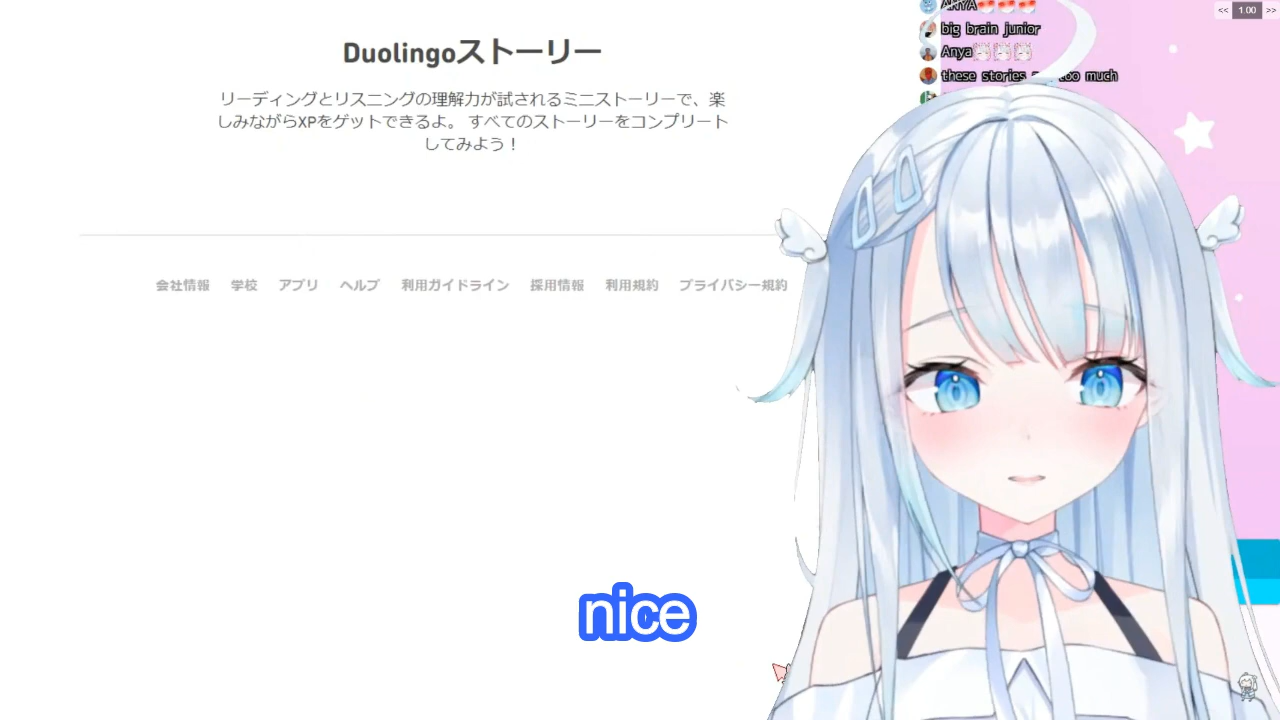 Duolingoストーリー
リーディングとリスニングの理解力が試されるミニストーリーで、楽
しみながらXPをゲットできるよ。 すべてのストーリーをコンプリート
してみよう！
会社情報 学校 アプリ ヘルプ 利用ガイドライン 採用情報 利用規約 プライバシー規約
ANYA
big brain junior
Anya
these stories too much
<< 1.00 >>
nice